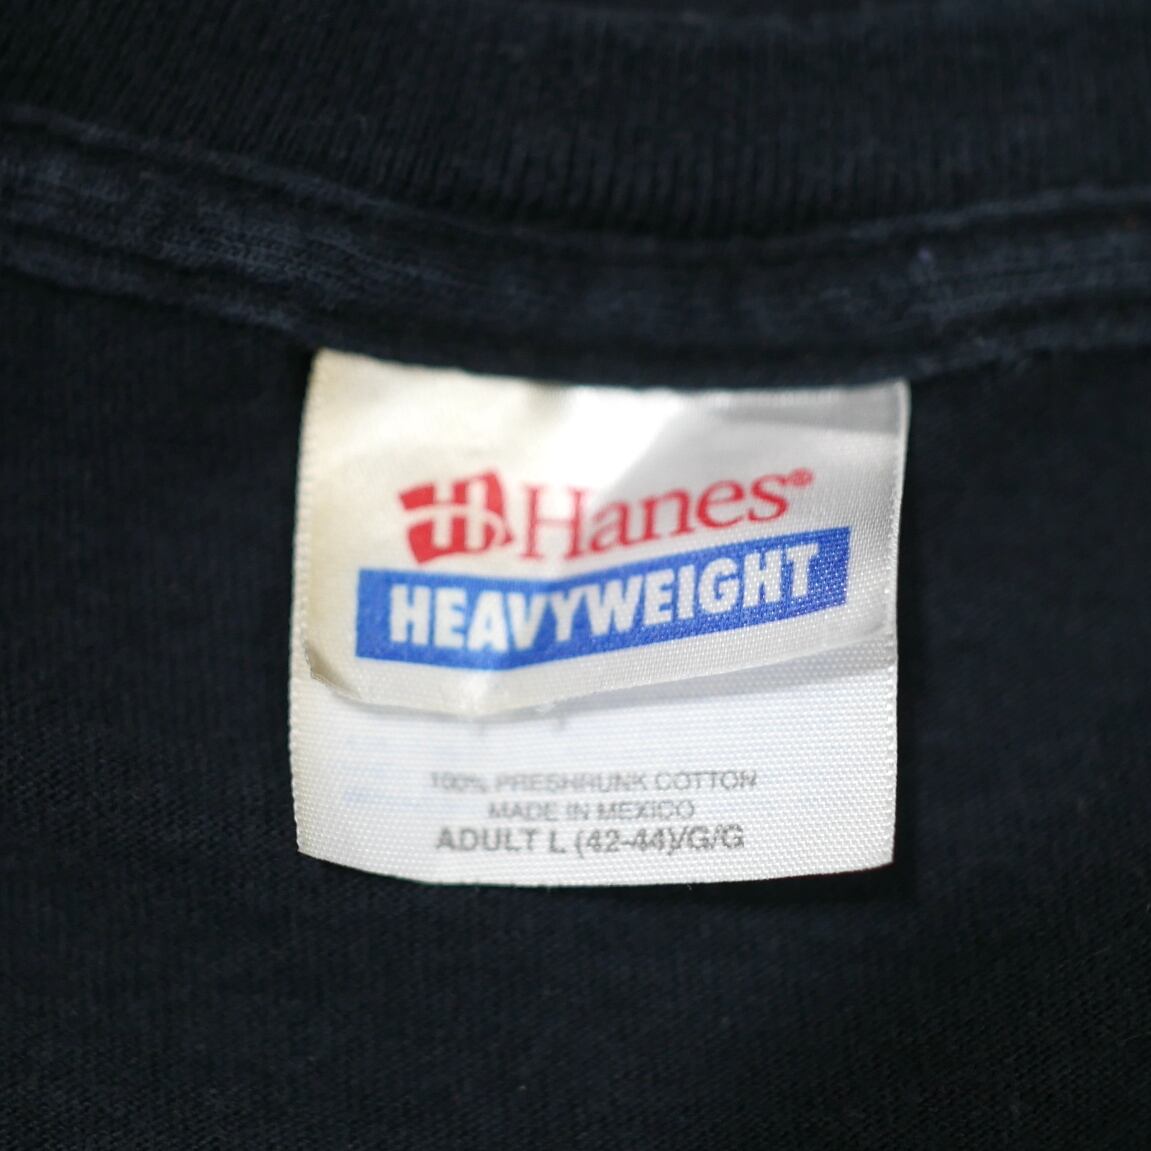 H Hanes®
HEAVYWEIGHT
100% PRESHRUNK COTTON
MADE IN MEXICO
ADULT L (42-44)/G/G